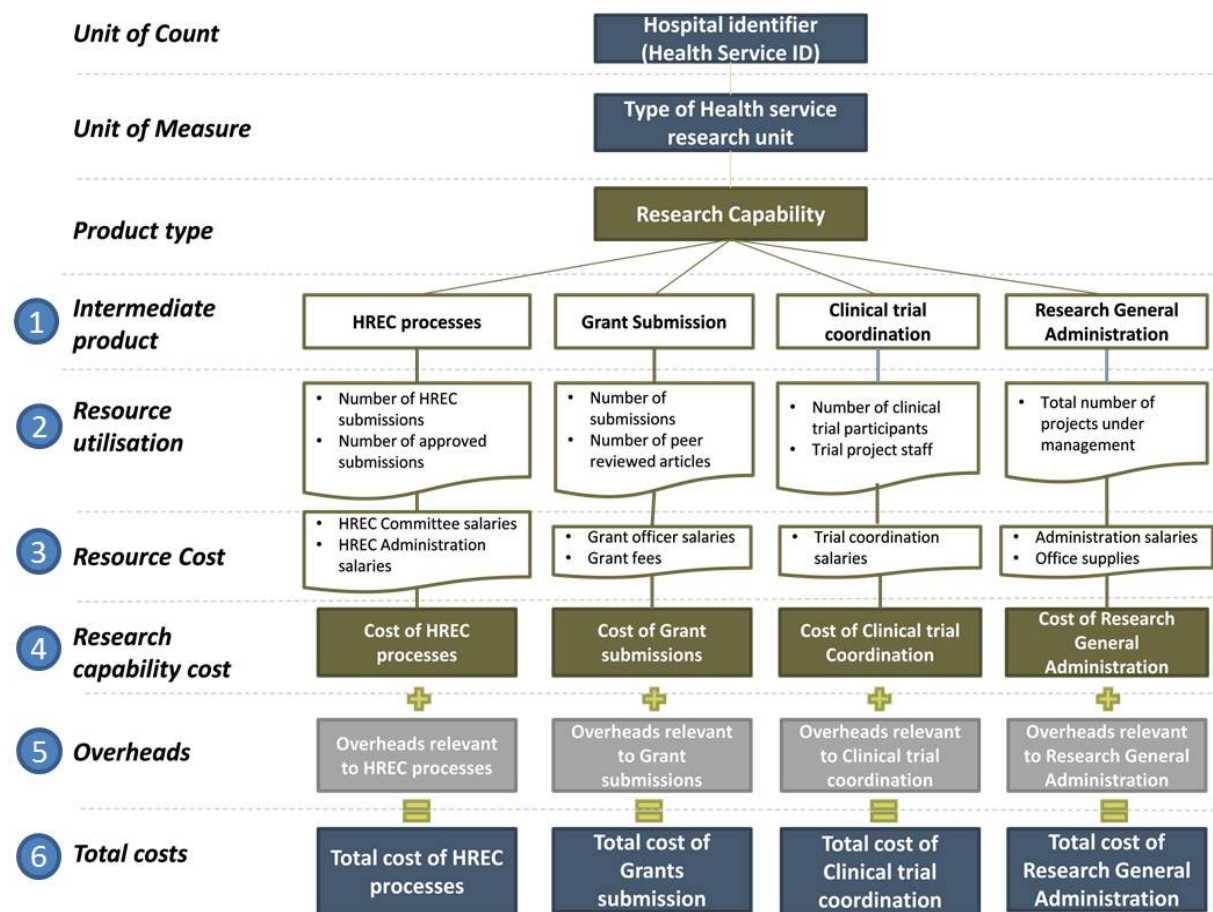 Unit of Count
Hospital identifier
(Health Service ID)
Unit of Measure
Type of Health service
research unit
Product type
Research Capability
1
Intermediate
product
HREC processes
Grant Submission
Clinical trial
coordination
Research General
Administration
2
Resource
utilisation
• Number of HREC
submissions
• Number of approved
submissions
• Number of
submissions
• Number of peer
reviewed articles
• Number of clinical
trial participants
• Trial project staff
• Total number of
projects under
management
3
Resource Cost
• HREC Committee salaries
• HREC Administration
salaries
• Grant officer salaries
• Grant fees
• Trial coordination
salaries
• Administration salaries
• Office supplies
4
Research
capability cost
Cost of HREC
processes
Cost of Grant
submissions
Cost of Clinical trial
Coordination
Cost of Research
General
Administration
+
+
+
+
5
Overheads
Overheads relevant
to HREC processes
Overheads relevant
to Grant
submissions
Overheads relevant
to Clinical trial
coordination
Overheads relevant
to Research General
Administration
=
=
=
=
6
Total costs
Total cost of HREC
processes
Total cost of
Grants
submission
Total cost of
Clinical trial
coordination
Total cost of
Research General
Administration